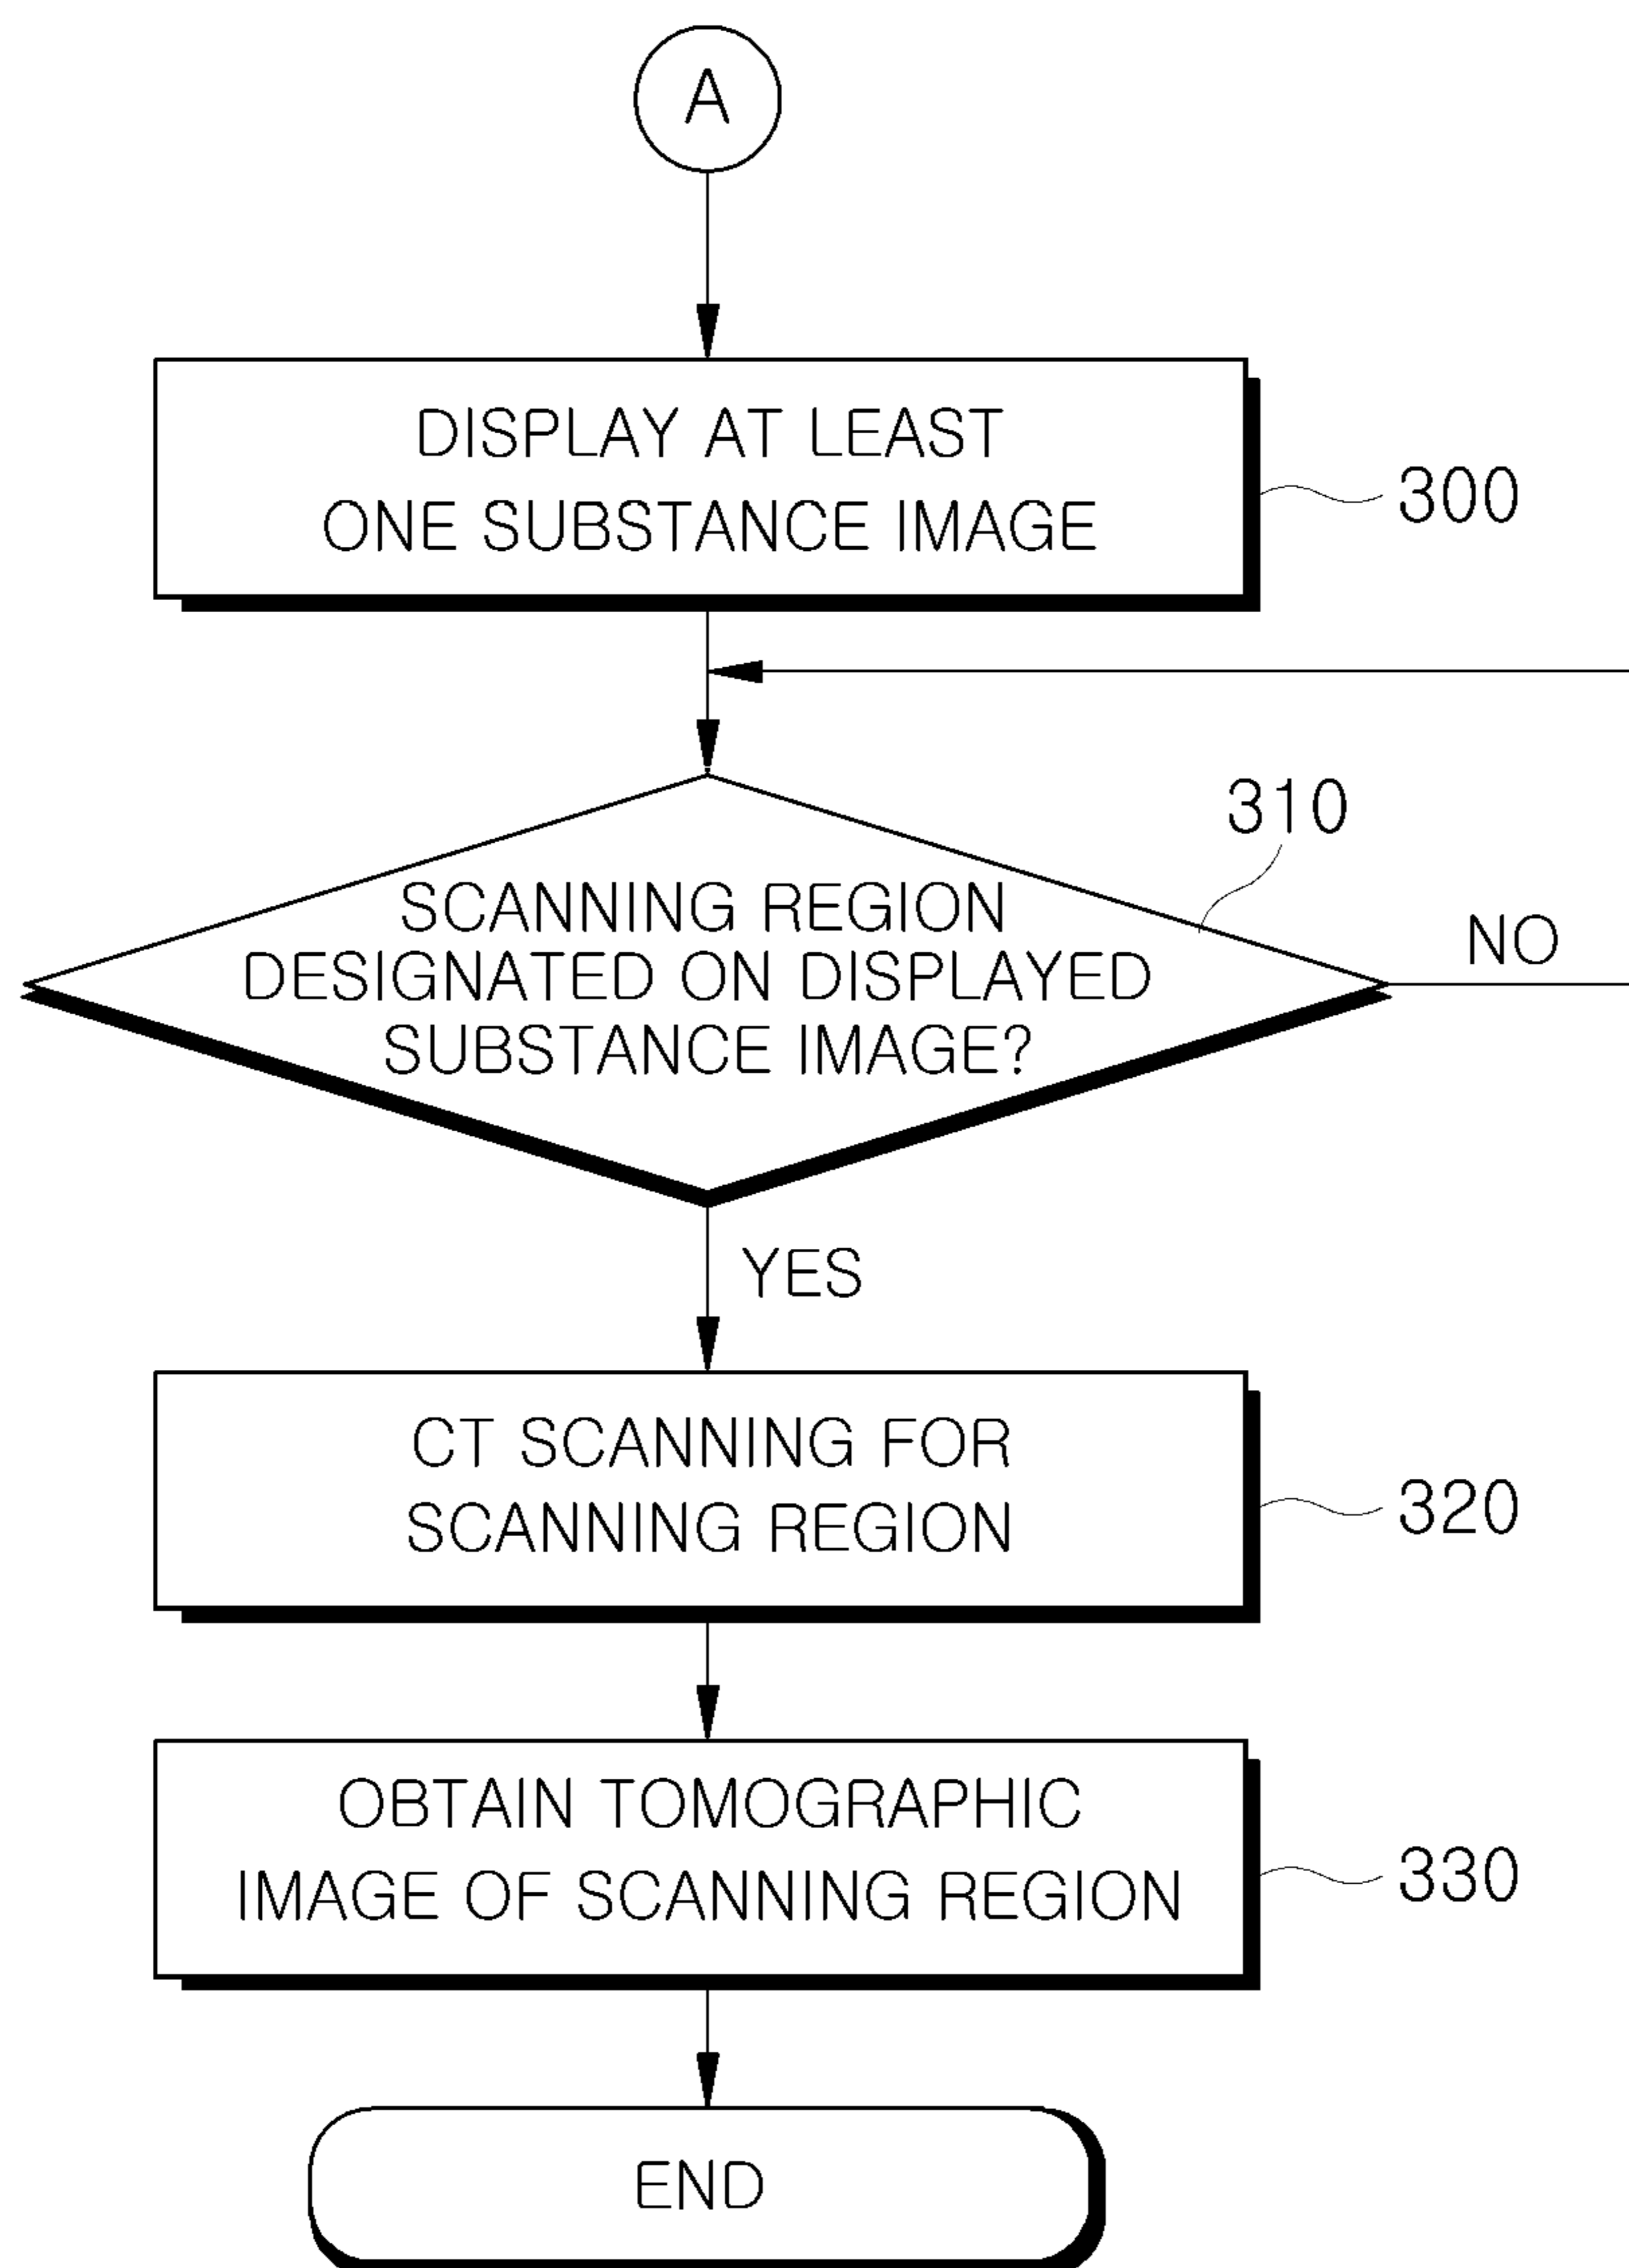 A
DISPLAY AT LEAST
ONE SUBSTANCE IMAGE
300
310
SCANNING REGION
DESIGNATED ON DISPLAYED
SUBSTANCE IMAGE?
NO
YES
CT SCANNING FOR
SCANNING REGION
320
OBTAIN TOMOGRAPHIC
IMAGE OF SCANNING REGION
330
END